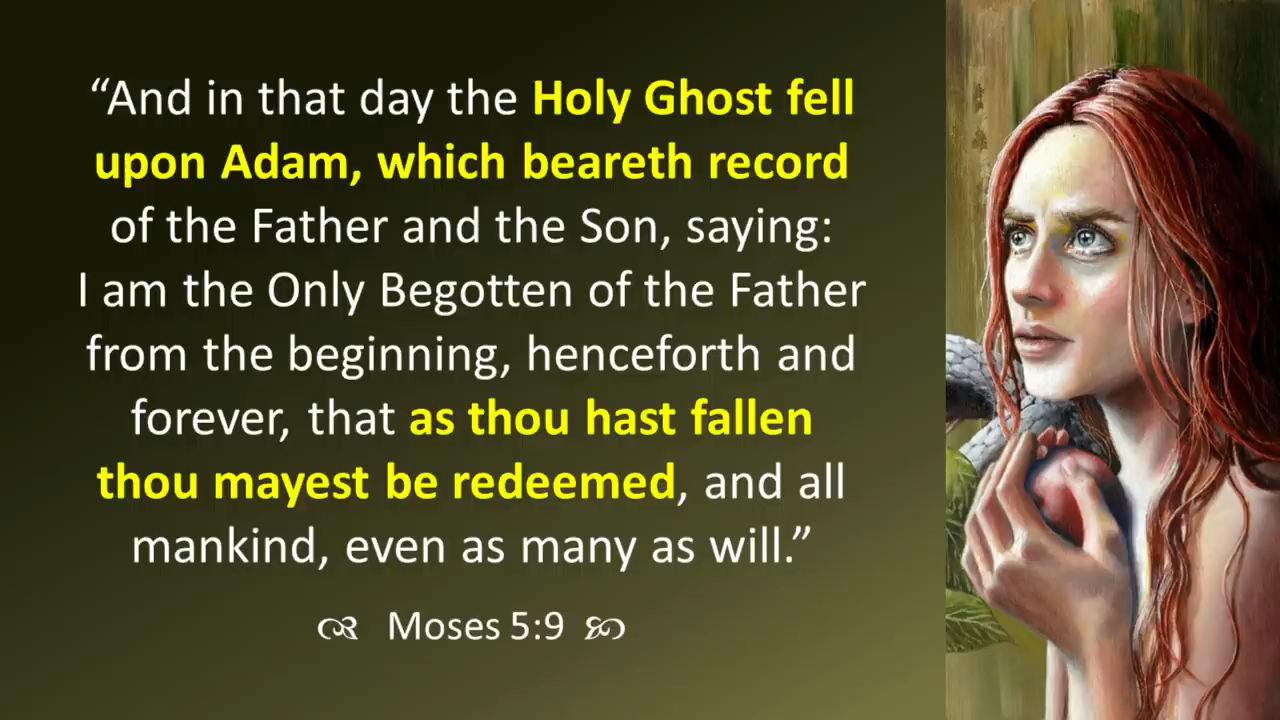 “And in that day the Holy Ghost fell
upon Adam, which beareth record
of the Father and the Son, saying:
I am the Only Begotten of the Father
from the beginning, henceforth and
forever, that as thou hast fallen
thou mayest be redeemed, and all
mankind, even as many as will.”
Moses 5:9